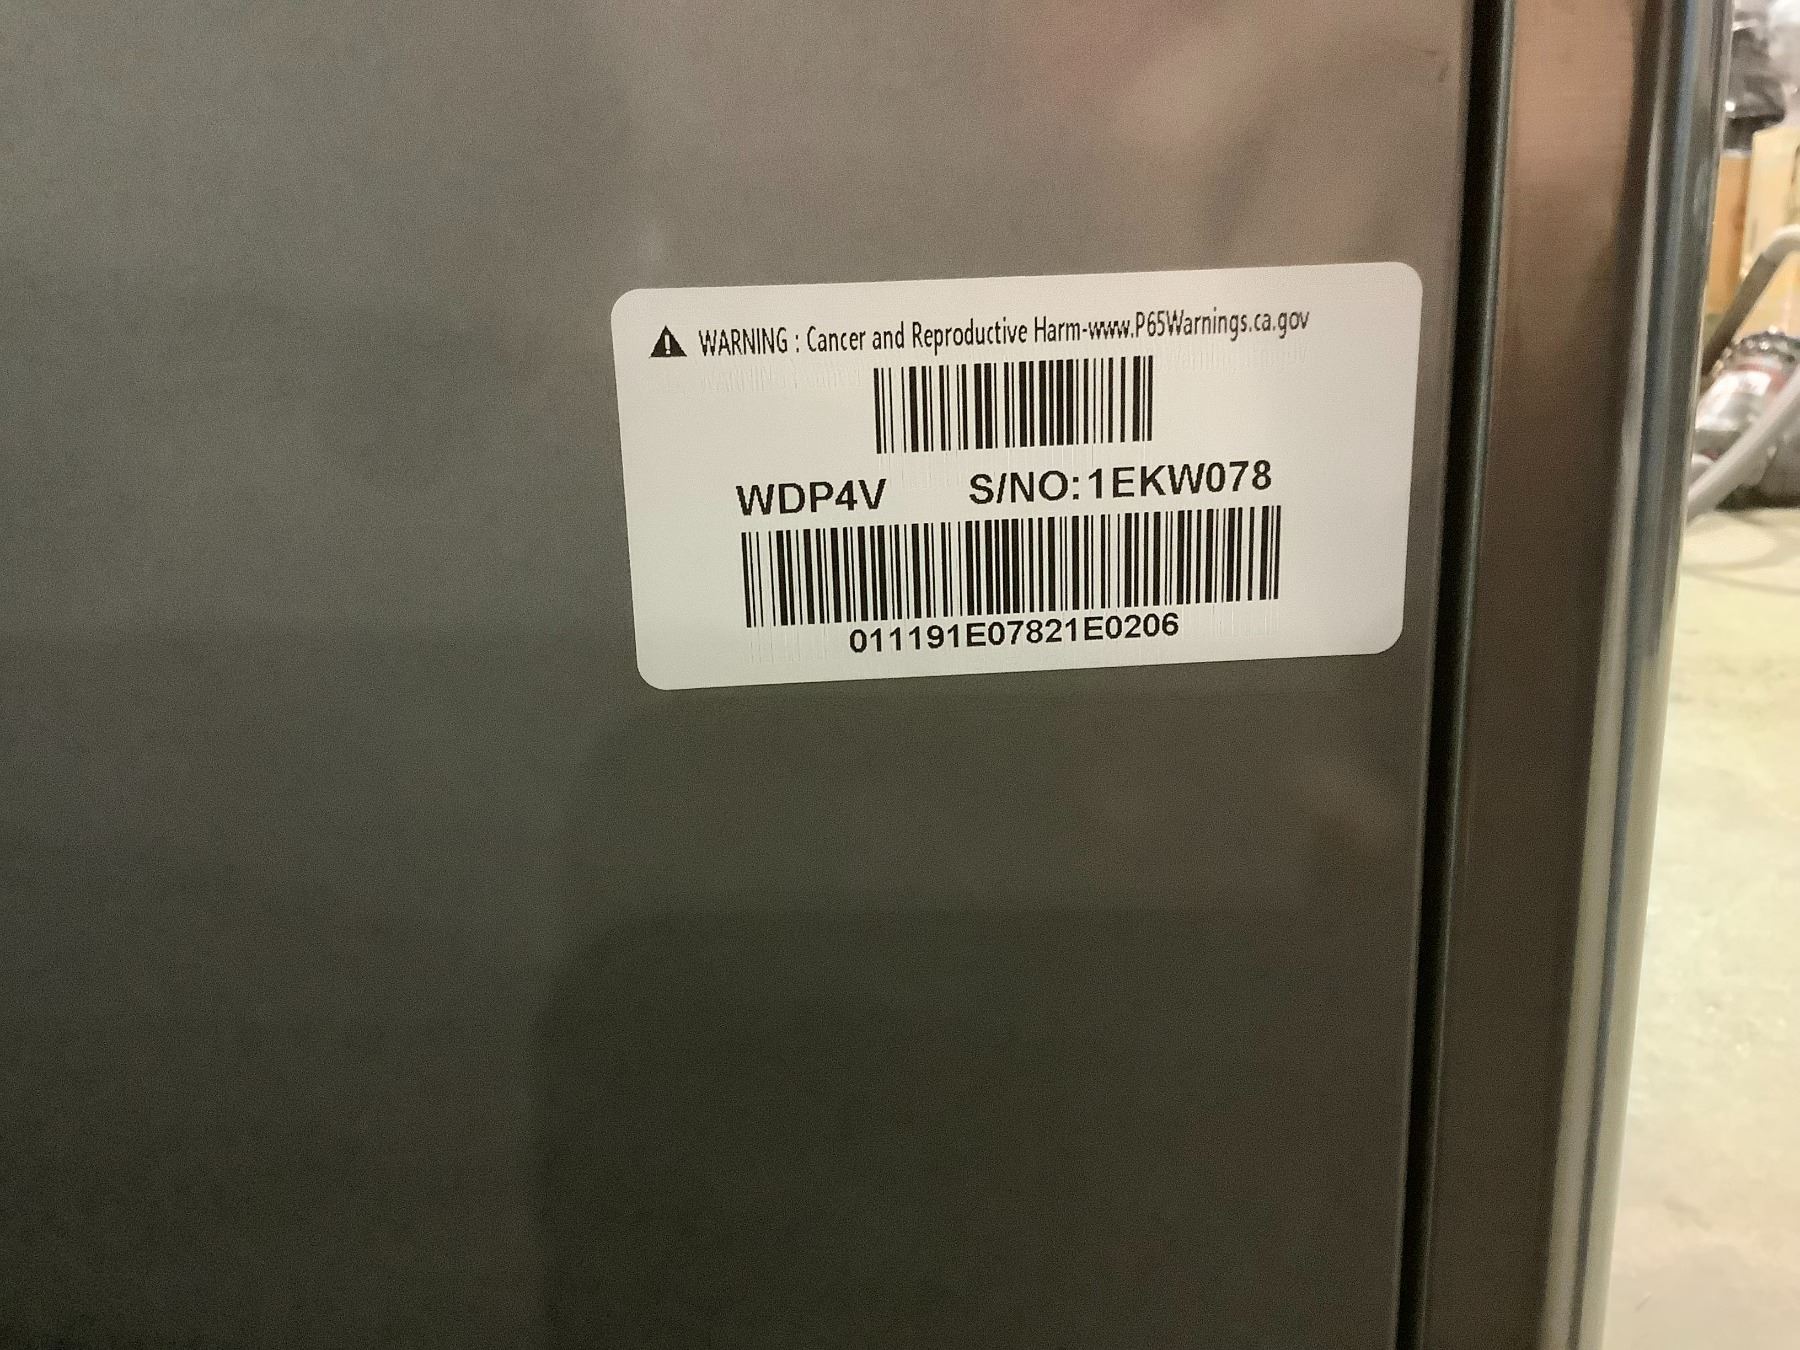 WARNING : Cancer and Reproductive Harm-www.P65Warnings.ca.gov
WDP4V S/NO:1EKW078
011191E07821E0206